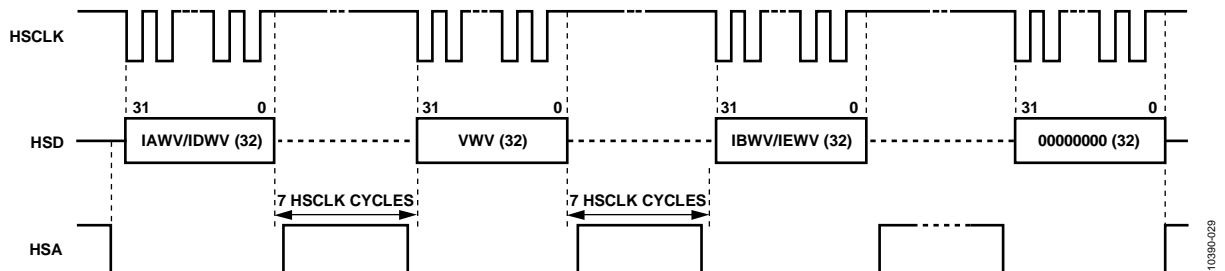 HSCLK
31 0 31 0 31 0 31 0
HSD IAWV/IDWV (32) VWV (32) IBWV/IEWV (32) 00000000 (32)
7 HSCLK CYCLES 7 HSCLK CYCLES
HSA
10390-029